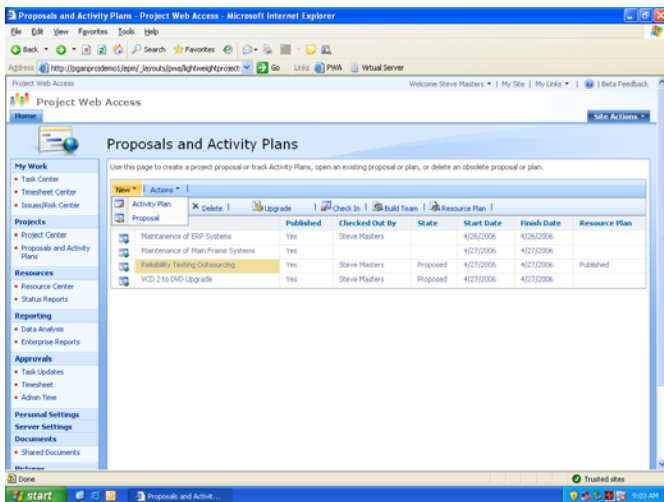 Proposals and Activity Plans - Project Web Access - Microsoft Internet Explorer
File Edit View Favorites Tools Help
Back Search Favorites
Address http://pganprojdemo1/epm/_layouts/pwa/lightweightproject Go Links PWA Virtual Server
Project Web Access Welcome Steve Masters My Site My Links Beta Feedback
Project Web Access
Home Site Actions
Proposals and Activity Plans
My Work
Task Center
Timesheet Center
Issues/Risk Center
Projects
Project Center
Proposals and Activity Plans
Resources
Resource Center
Status Reports
Reporting
Data Analysis
Enterprise Reports
Approvals
Task Updates
Timesheet
Admin Time
Personal Settings
Server Settings
Documents
Shared Documents
Pictures
Use this page to create a project proposal or track Activity Plans, open an existing proposal or plan, or delete an obsolete proposal or plan.
New Actions
Activity Plan
Proposal
Delete Upgrade Check In Build Team Resource Plan
Published Checked Out By State Start Date Finish Date Resource Plan
Maintanence of ERP Systems Yes Steve Masters 4/26/2006 4/26/2006
Maintenance of Main Frame Systems Yes 4/27/2006 4/27/2006
Reliability Testing Outsourcing Yes Steve Masters Proposed 4/27/2006 4/27/2006 Published
VCD 2 to DVD Upgrade Yes Steve Masters Proposed 4/27/2006 4/27/2006
Done Trusted sites
start Proposals and Activit... 9:03 AM